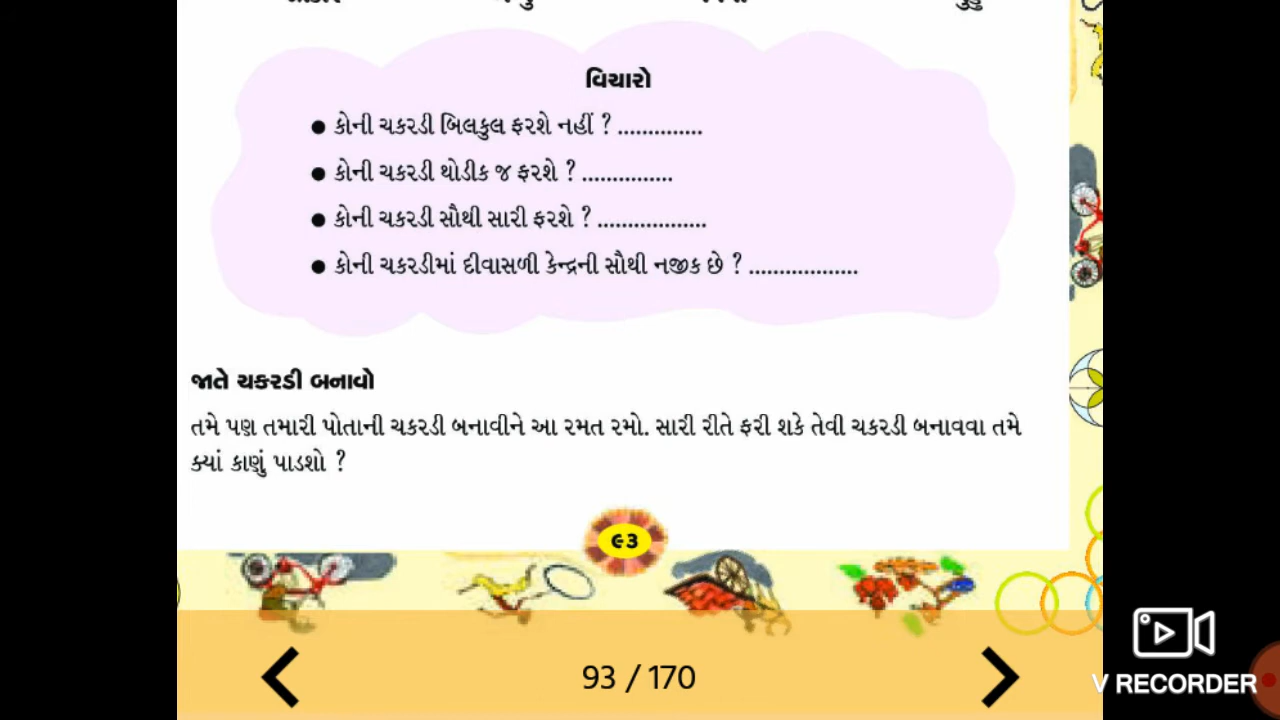 વિચારો
● કોની ચકરડી બિલકુલ ફરશે નહીં ? ..............
● કોની ચકરડી થોડીક જ ફરશે ? ...............
● કોની ચકરડી સૌથી સારી ફરશે ? ..................
● કોની ચકરડીમાં દીવાસળી કેન્દ્રની સૌથી નજીક છે ? ..................
જાતે ચકરડી બનાવો
તમે પણ તમારી પોતાની ચકરડી બનાવીને આ રમત રમો. સારી રીતે ફરી શકે તેવી ચકરડી બનાવવા તમે
ક્યાં કાણું પાડશો ?
૯૩
93 / 170
V RECORDER